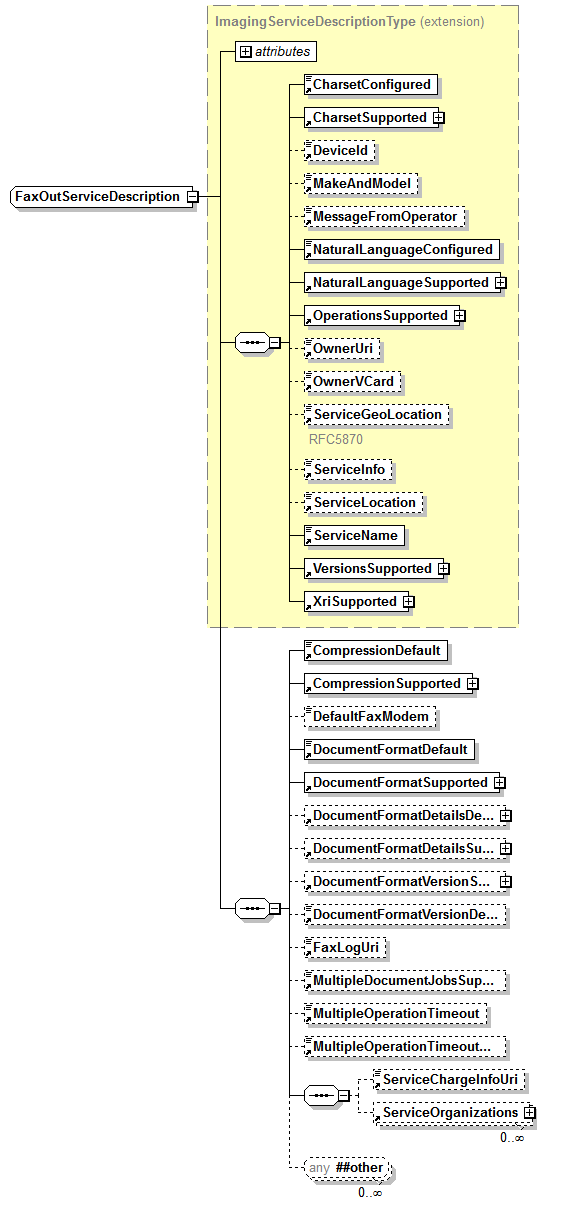 ImagingServiceDescriptionType (extension)
attributes
CharsetConfigured
CharsetSupported
DeviceId
MakeAndModel
FaxOutServiceDescription
MessageFromOperator
NaturalLanguageConfigured
NaturalLanguageSupported
OperationsSupported
OwnerUri
OwnerVCard
ServiceGeoLocation
RFC5870
ServiceInfo
ServiceLocation
ServiceName
VersionsSupported
XriSupported
CompressionDefault
CompressionSupported
DefaultFaxModem
DocumentFormatDefault
DocumentFormatSupported
DocumentFormatDetailsDe...
DocumentFormatDetailsSu...
DocumentFormatVersionS...
DocumentFormatVersionDe...
FaxLogUri
MultipleDocumentJobsSup...
MultipleOperationTimeout
MultipleOperationTimeout...
ServiceChargeInfoUri
ServiceOrganizations
0..∞
any ##other
0..∞